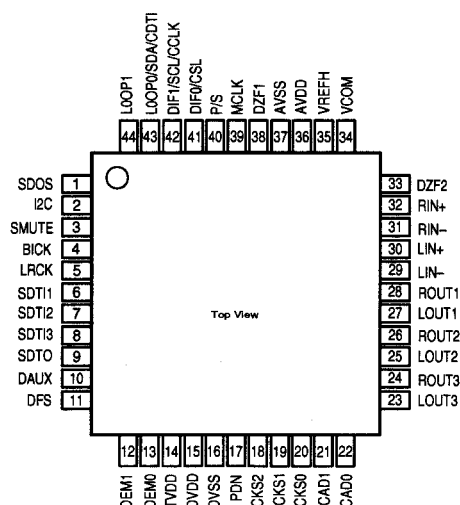 LOOP1
LOOP0/SDA/CDTI
DIF1/SCL/CCLK
DIF0/CSL
P/S
MCLK
DZF1
AVSS
AVDD
VREFH
VCOM
44 43 42 41 40 39 38 37 36 35 34
SDOS 1
I2C 2
SMUTE 3
BICK 4
LRCK 5
SDTI1 6
SDTI2 7
SDTI3 8
SDTO 9
DAUX 10
DFS 11
Top View
33 DZF2
32 RIN+
31 RIN-
30 LIN+
29 LIN-
28 ROUT1
27 LOUT1
26 ROUT2
25 LOUT2
24 ROUT3
23 LOUT3
12 13 14 15 16 17 18 19 20 21 22
DEM1
DEM0
TVDD
DVDD
DVSS
PDN
CKS2
CKS1
CKS0
CAD1
CAD0